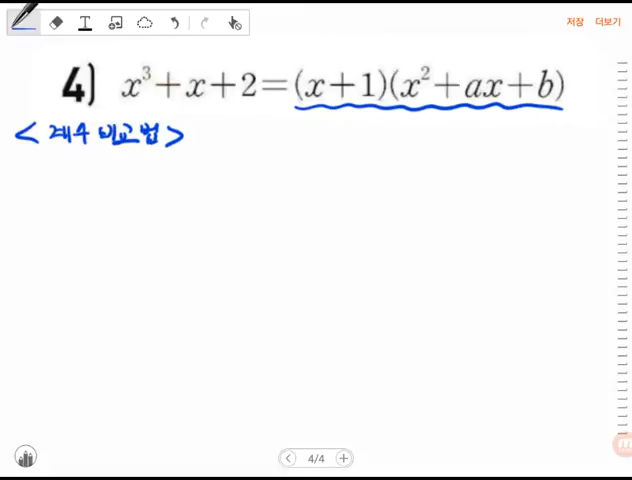 저장 더보기
4) x³+x+2=(x+1)(x²+ax+b)
<계수 비교법>
4/4